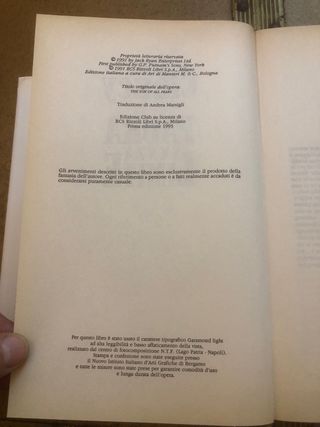 Proprietà letteraria riservata
© 1991 by Jack Ryan Enterprises Ltd
First published by G.P. Putnam's Sons, New York
© 1991 RCS Rizzoli Libri S.p.A., Milano
Edizione italiana a cura di Art di Mantovi M. & C., Bologna
Titolo originale dell'opera
THE SUM OF ALL FEARS
Traduzione di Andrea Marsigli
Edizione Club su licenza di
RCS Rizzoli Libri S.p.A., Milano
Prima edizione 1993
Gli avvenimenti descritti in questo libro sono esclusivamente il prodotto della
fantasia dell'autore. Ogni riferimento a persone o a fatti realmente accaduti è da
considerarsi puramente casuale.
Per questo libro è stato usato il carattere tipografico Garamond light
ad alta leggibilità e basso affaticamento della vista,
realizzato dal centro di fotocomposizione N.T.F. (Lago Patria - Napoli).
Stampa e confezione sono state eseguite presso
il Nuovo Istituto Italiano d'Arti Grafiche di Bergamo
e tutte le misure sono state prese per garantire comodità d'uso
e lunga durata dell'opera.